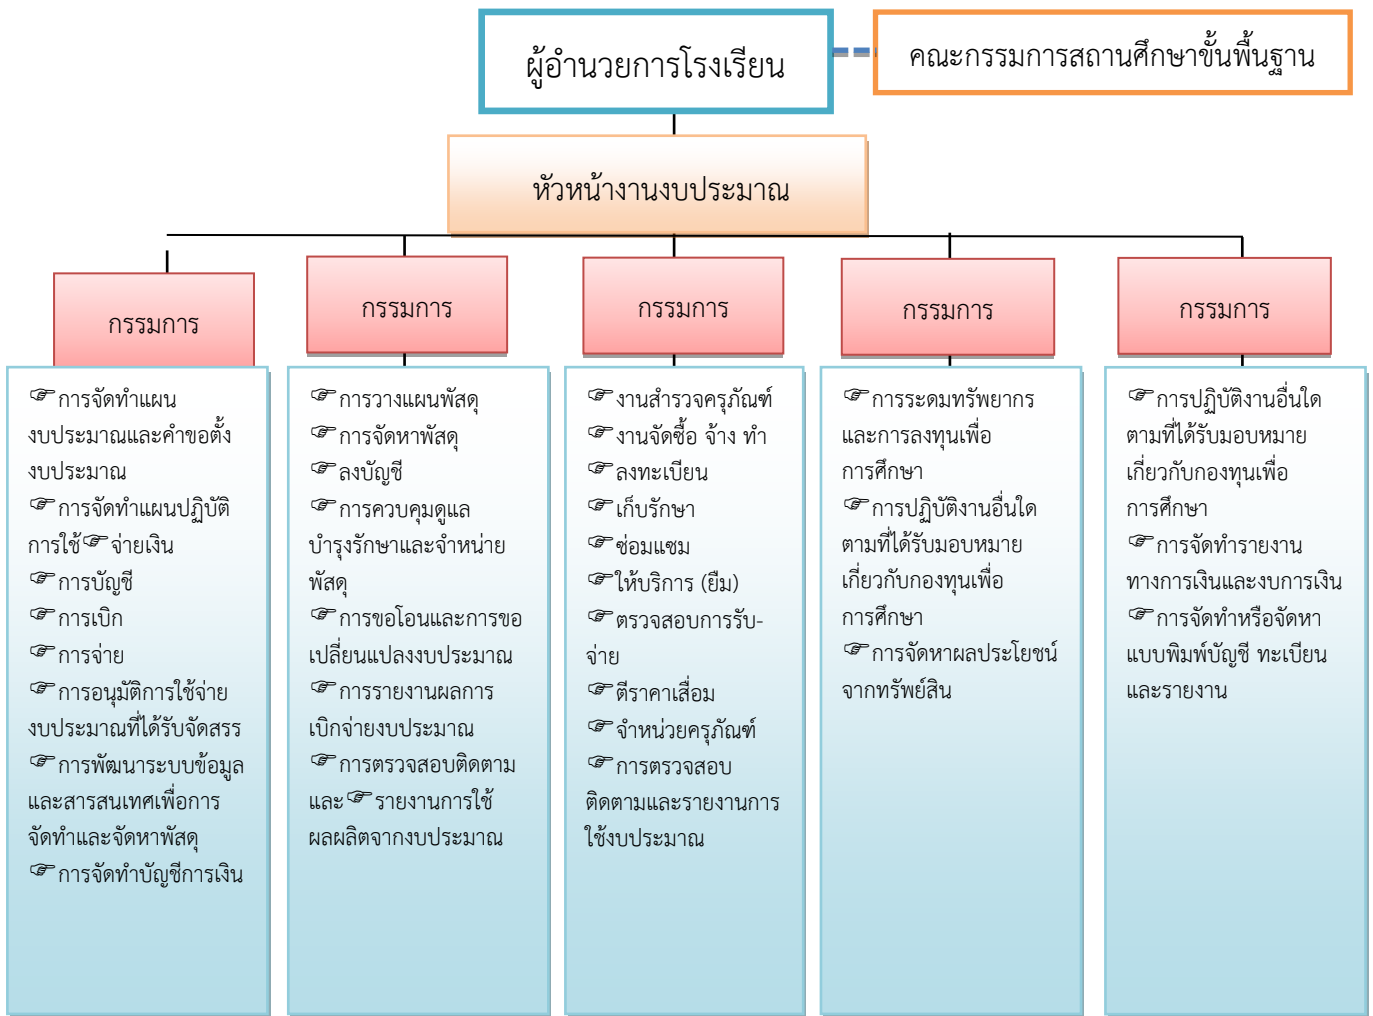 ผู้อำนวยการโรงเรียน
คณะกรรมการสถานศึกษาขั้นพื้นฐาน
หัวหน้างานงบประมาณ
กรรมการ
กรรมการ
กรรมการ
กรรมการ
กรรมการ
☞การจัดทำแผน
งบประมาณและคำขอตั้ง
งบประมาณ
☞การจัดทำแผนปฏิบัติ
การใช้☞จ่ายเงิน
☞การบัญชี
☞การเบิก
☞การจ่าย
☞การอนุมัติการใช้จ่าย
งบประมาณที่ได้รับจัดสรร
☞การพัฒนาระบบข้อมูล
และสารสนเทศเพื่อการ
จัดทำและจัดหาพัสดุ
☞การจัดทำบัญชีการเงิน
☞การวางแผนพัสดุ
☞การจัดหาพัสดุ
☞ลงบัญชี
☞การควบคุมดูแล
บำรุงรักษาและจำหน่าย
พัสดุ
☞การขอโอนและการขอ
เปลี่ยนแปลงงบประมาณ
☞การรายงานผลการ
เบิกจ่ายงบประมาณ
☞การตรวจสอบติดตาม
และ☞รายงานการใช้
ผลผลิตจากงบประมาณ
☞งานสำรวจครุภัณฑ์
☞งานจัดซื้อ จ้าง ทำ
☞ลงทะเบียน
☞เก็บรักษา
☞ซ่อมแซม
☞ให้บริการ (ยืม)
☞ตรวจสอบการรับ-
จ่าย
☞ตีราคาเสื่อม
☞จำหน่วยครุภัณฑ์
☞การตรวจสอบ
ติดตามและรายงานการ
ใช้งบประมาณ
☞การระดมทรัพยากร
และการลงทุนเพื่อ
การศึกษา
☞การปฏิบัติงานอื่นใด
ตามที่ได้รับมอบหมาย
เกี่ยวกับกองทุนเพื่อ
การศึกษา
☞การจัดหาผลประโยชน์
จากทรัพย์สิน
☞การปฏิบัติงานอื่นใด
ตามที่ได้รับมอบหมาย
เกี่ยวกับกองทุนเพื่อ
การศึกษา
☞การจัดทำรายงาน
ทางการเงินและงบการเงิน
☞การจัดทำหรือจัดหา
แบบพิมพ์บัญชี ทะเบียน
และรายงาน